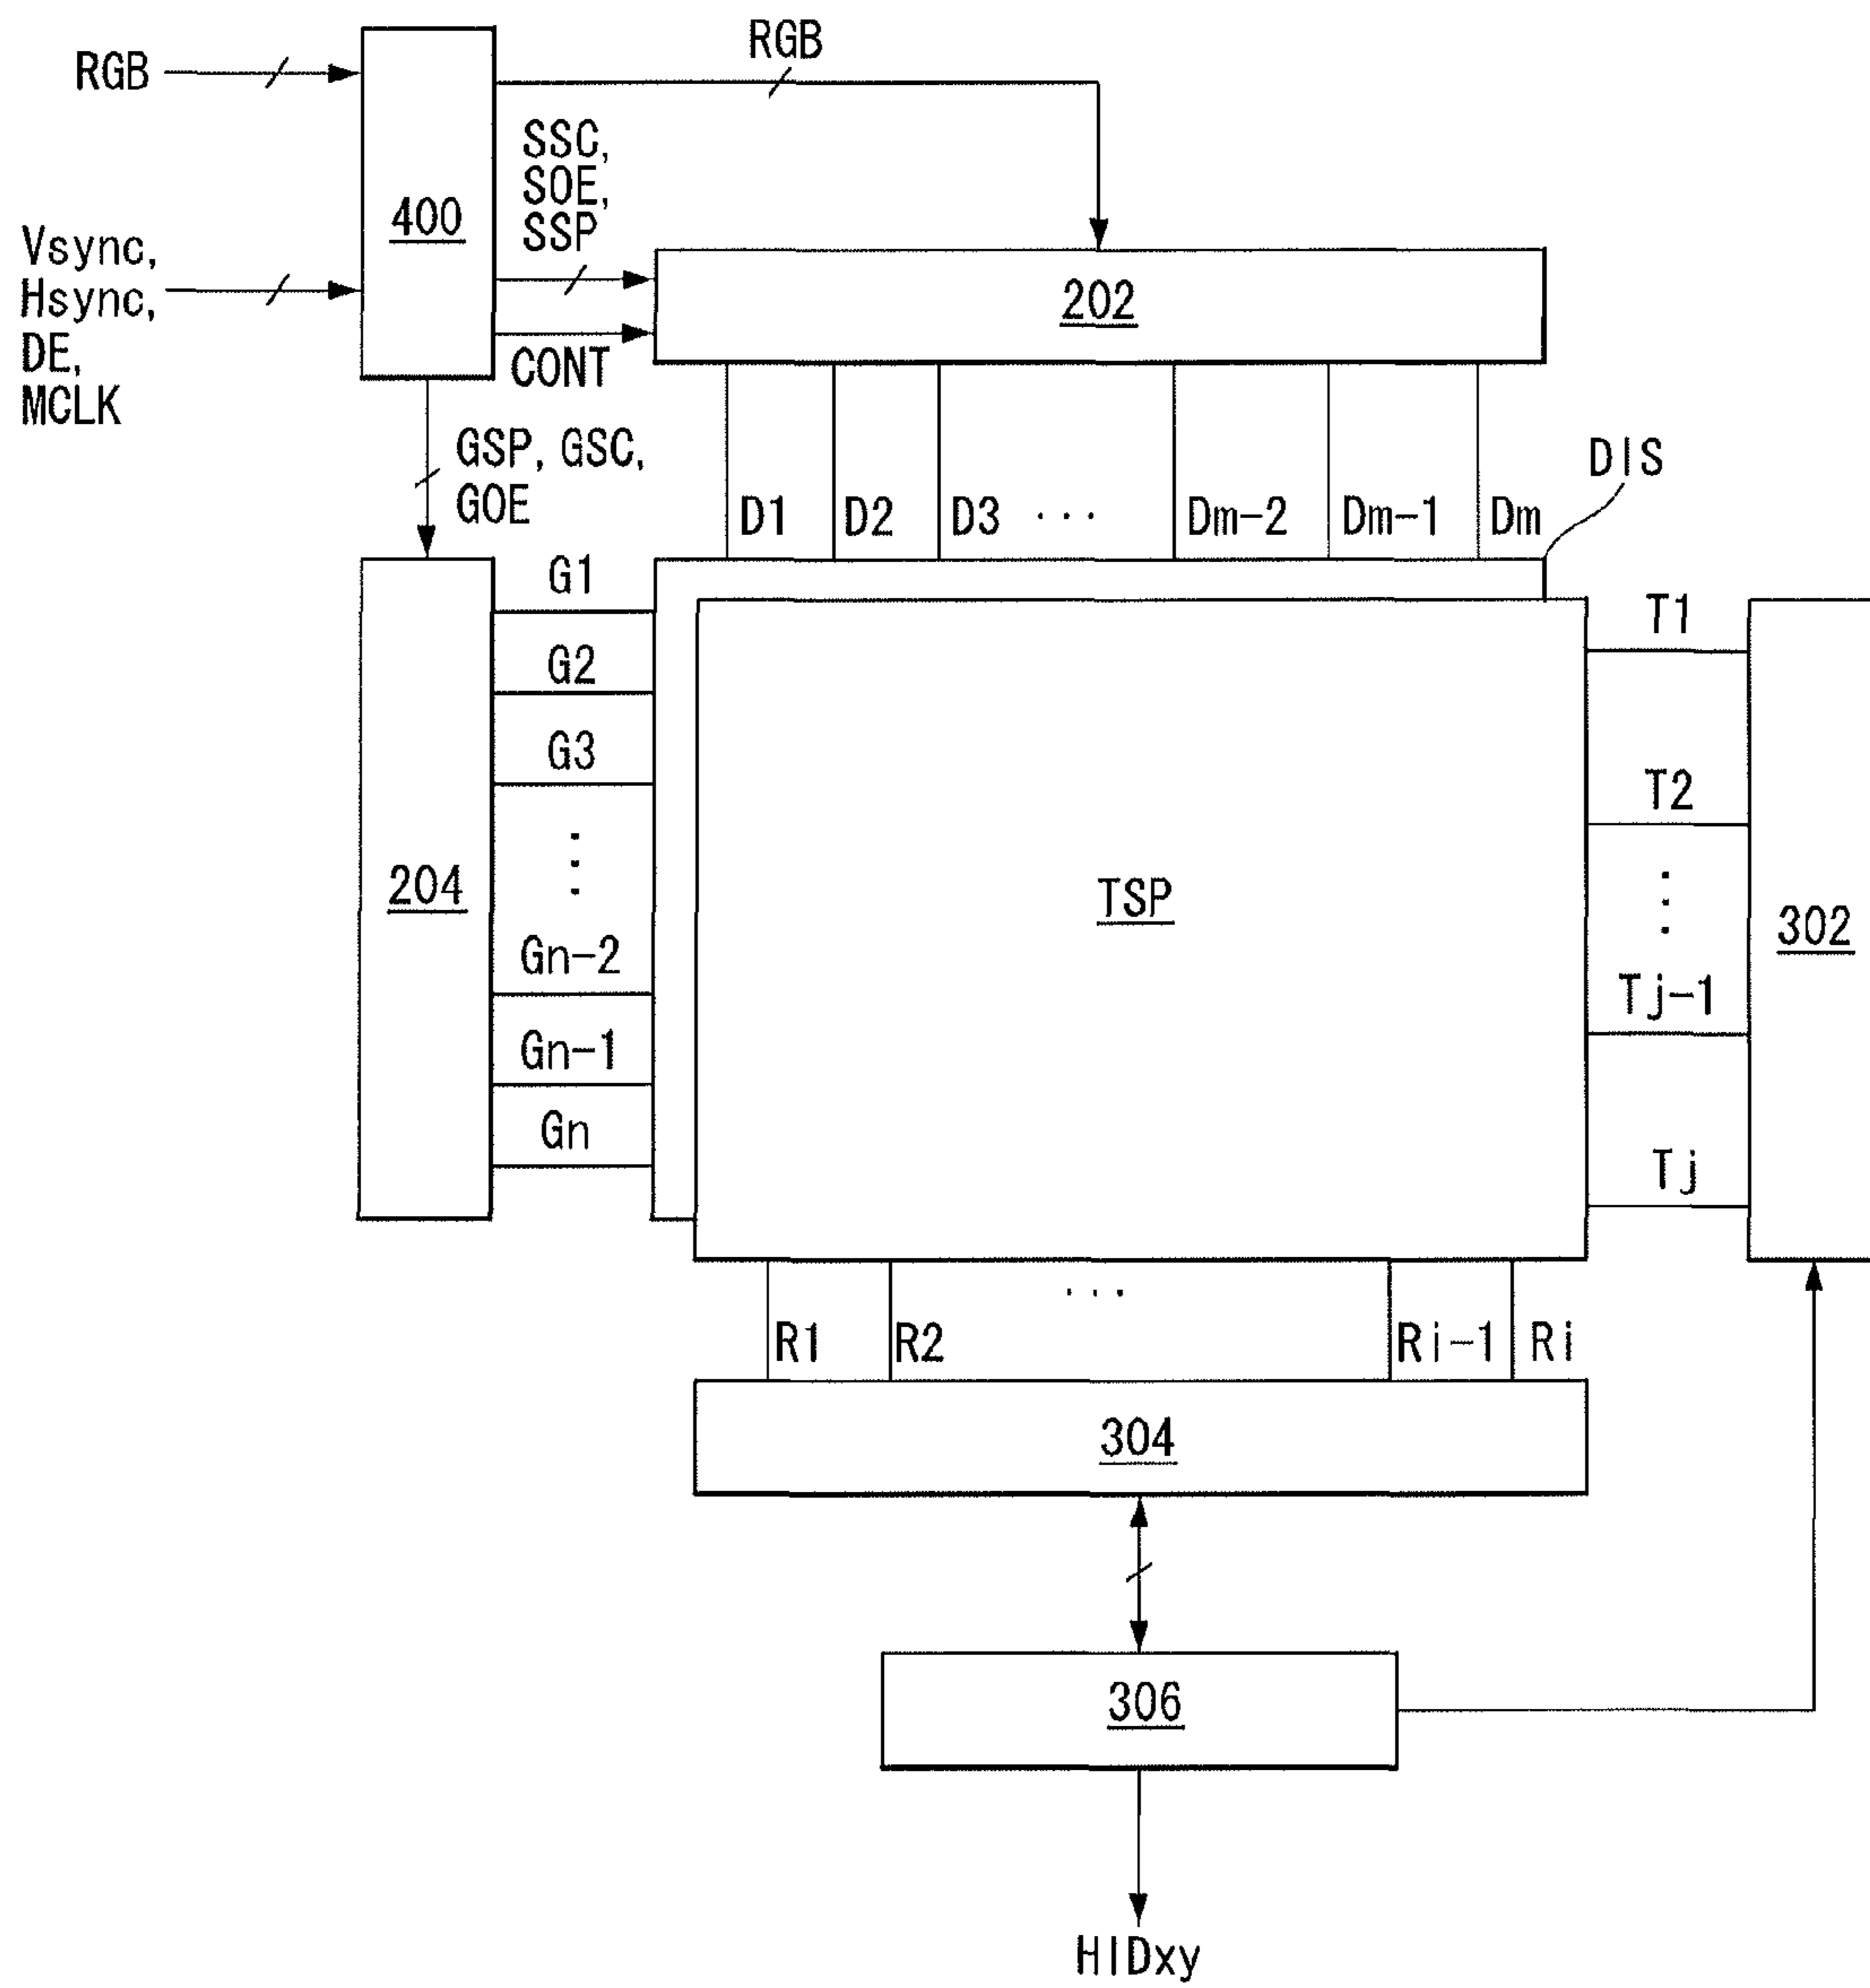 RGB
RGB
SSC,
SOE,
SSP
400
Vsync,
Hsync,
DE,
MCLK
202
CONT
GSP, GSC,
GOE
DIS
D1 D2 D3 ... Dm-2 Dm-1 Dm
G1
G2
G3
204
Gn-2
Gn-1
Gn
TSP
T1
T2
302
Tj-1
Tj
...
R1 R2 Ri-1 Ri
304
306
HIDxy